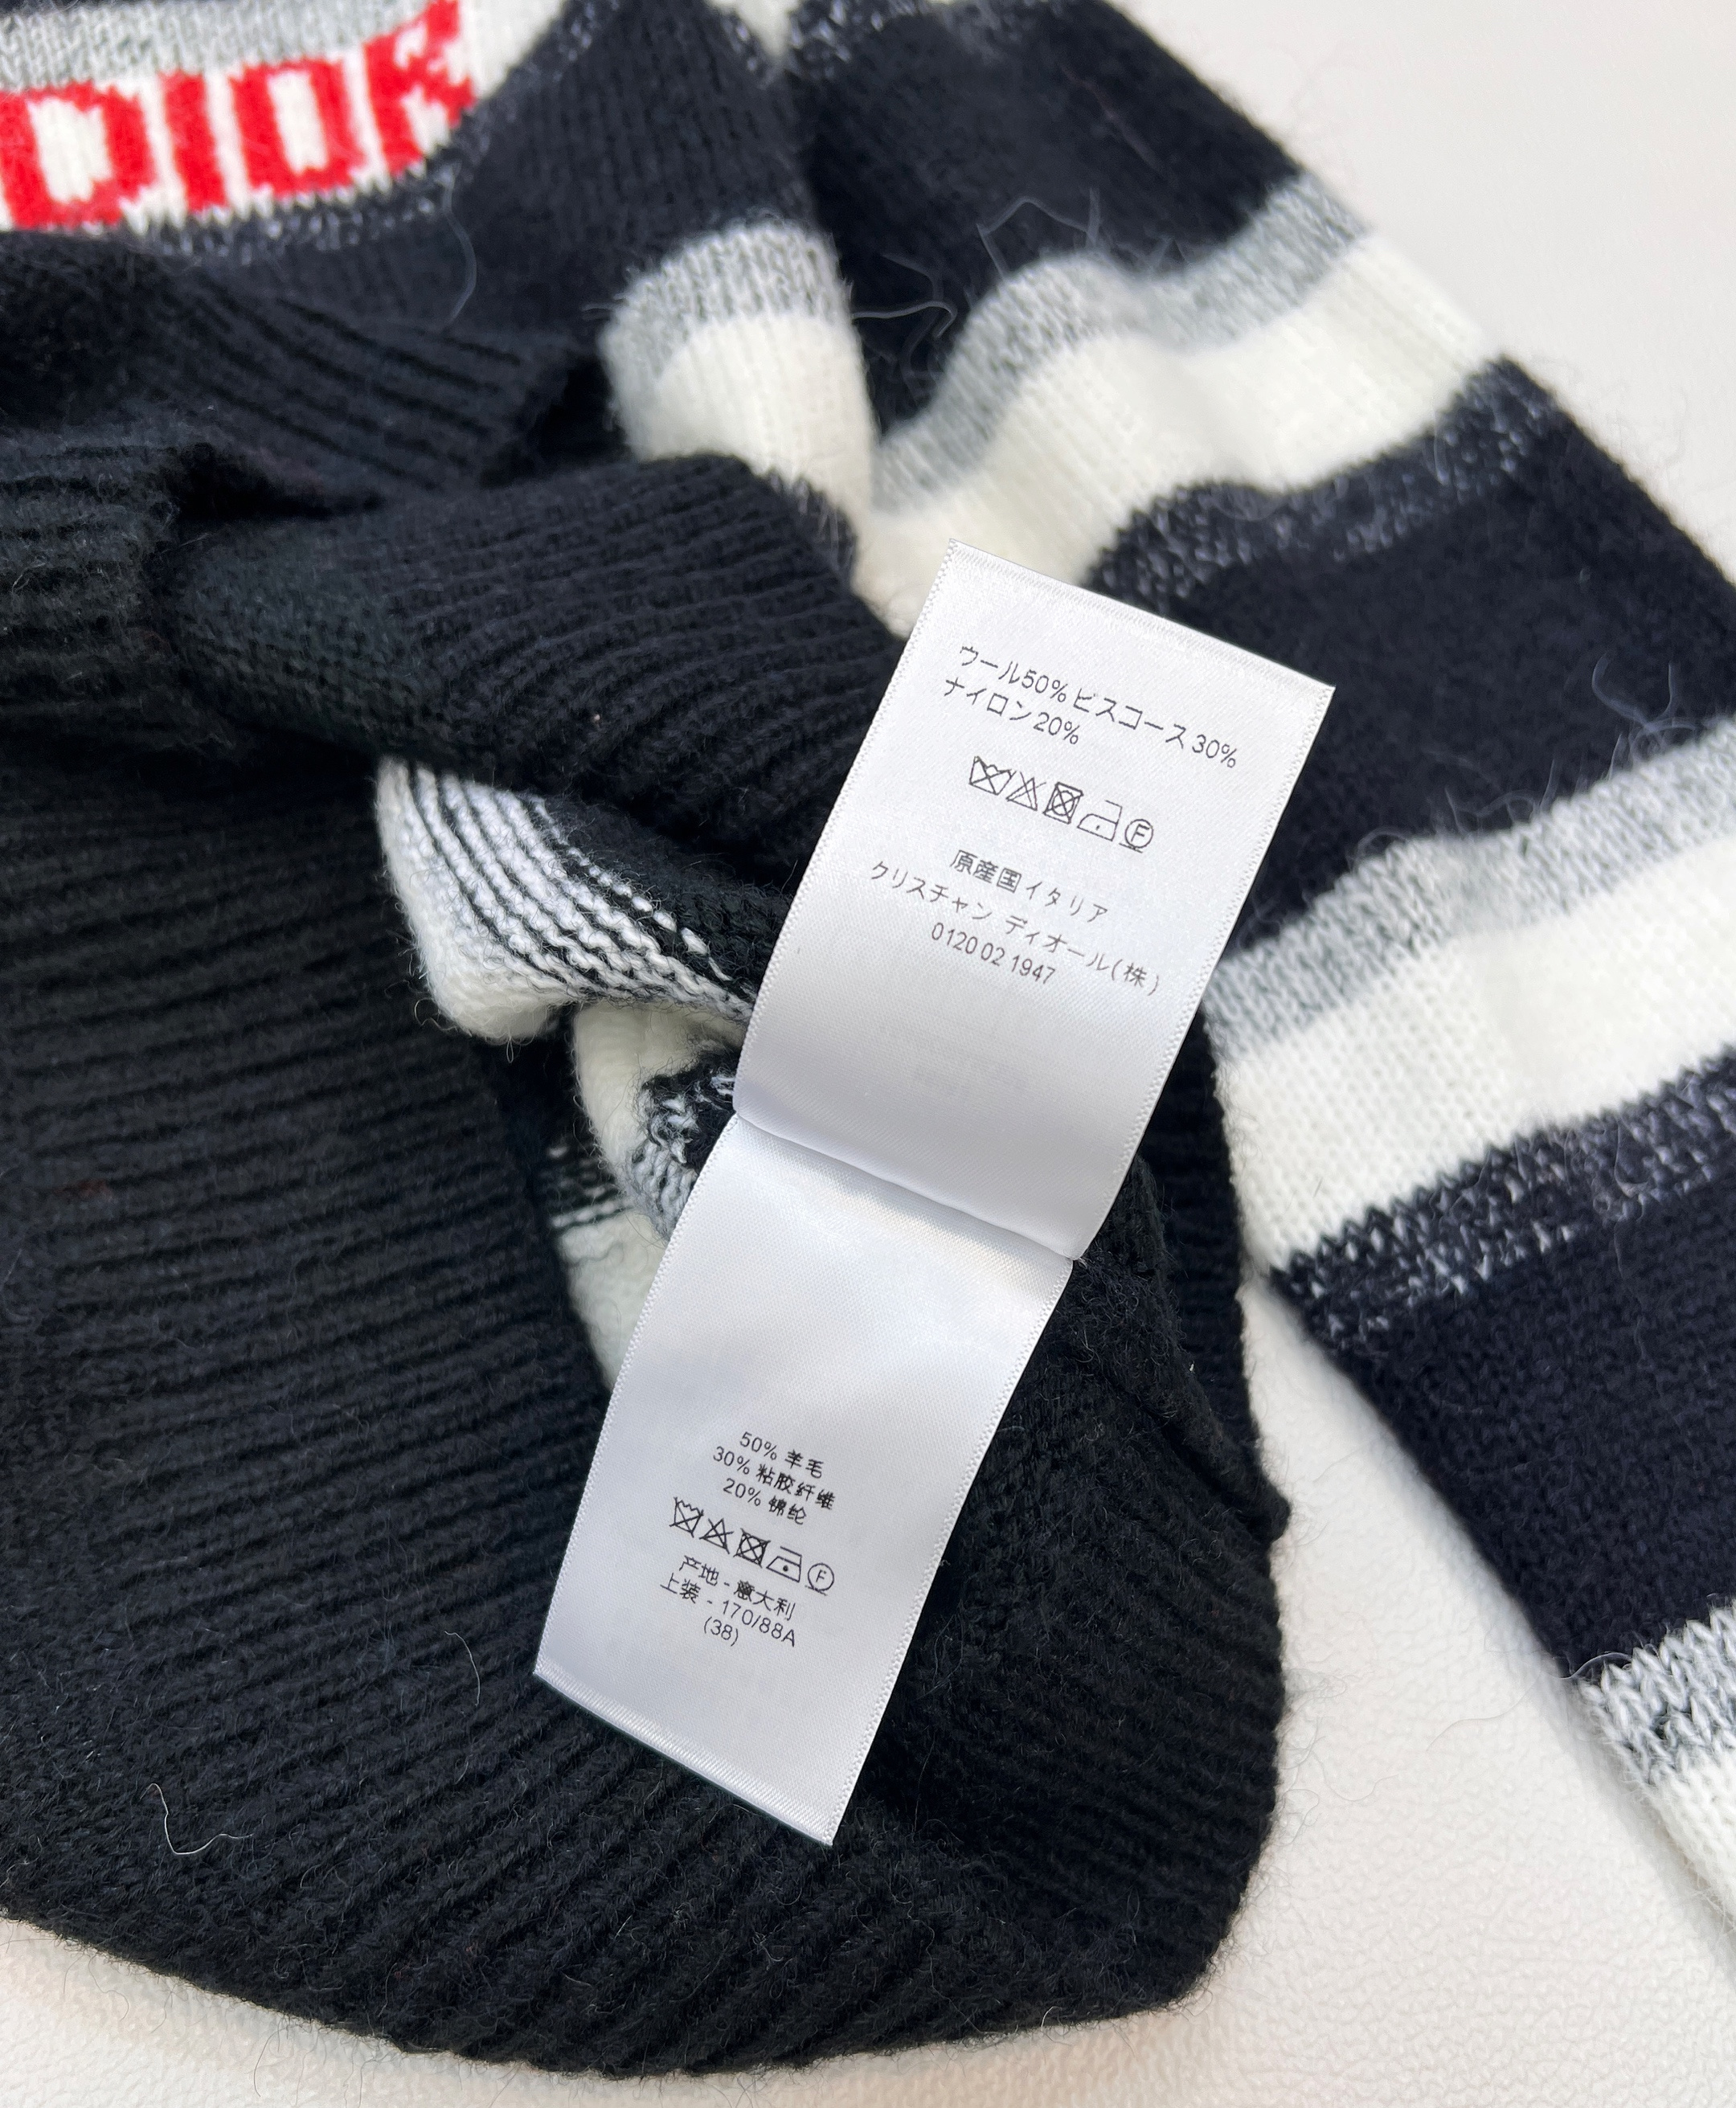 DIOR
ウール50% ビスコース30%
ナイロン20%
F
原産国 イタリア
クリスチャン ディオール(株)
0120 02 1947
50% 羊毛
30% 粘胶纤维
20% 锦纶
F
产地 - 意大利
上装 - 170/88A
(38)